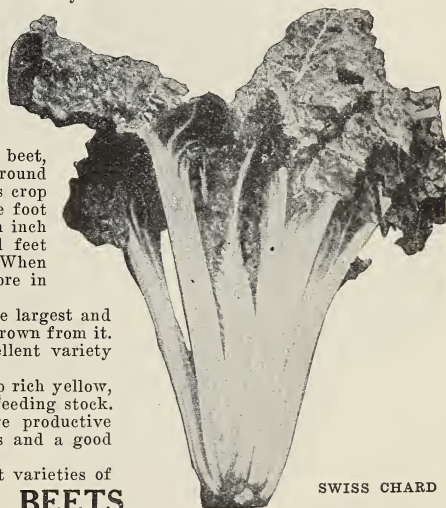 beet,
round
s crop
e foot
n inch
l feet
When
ore in
e largest and
rown from it.
ellent variety
o rich yellow,
feeding stock.
re productive
s and a good
t varieties of
BEETS
SWISS CHARD